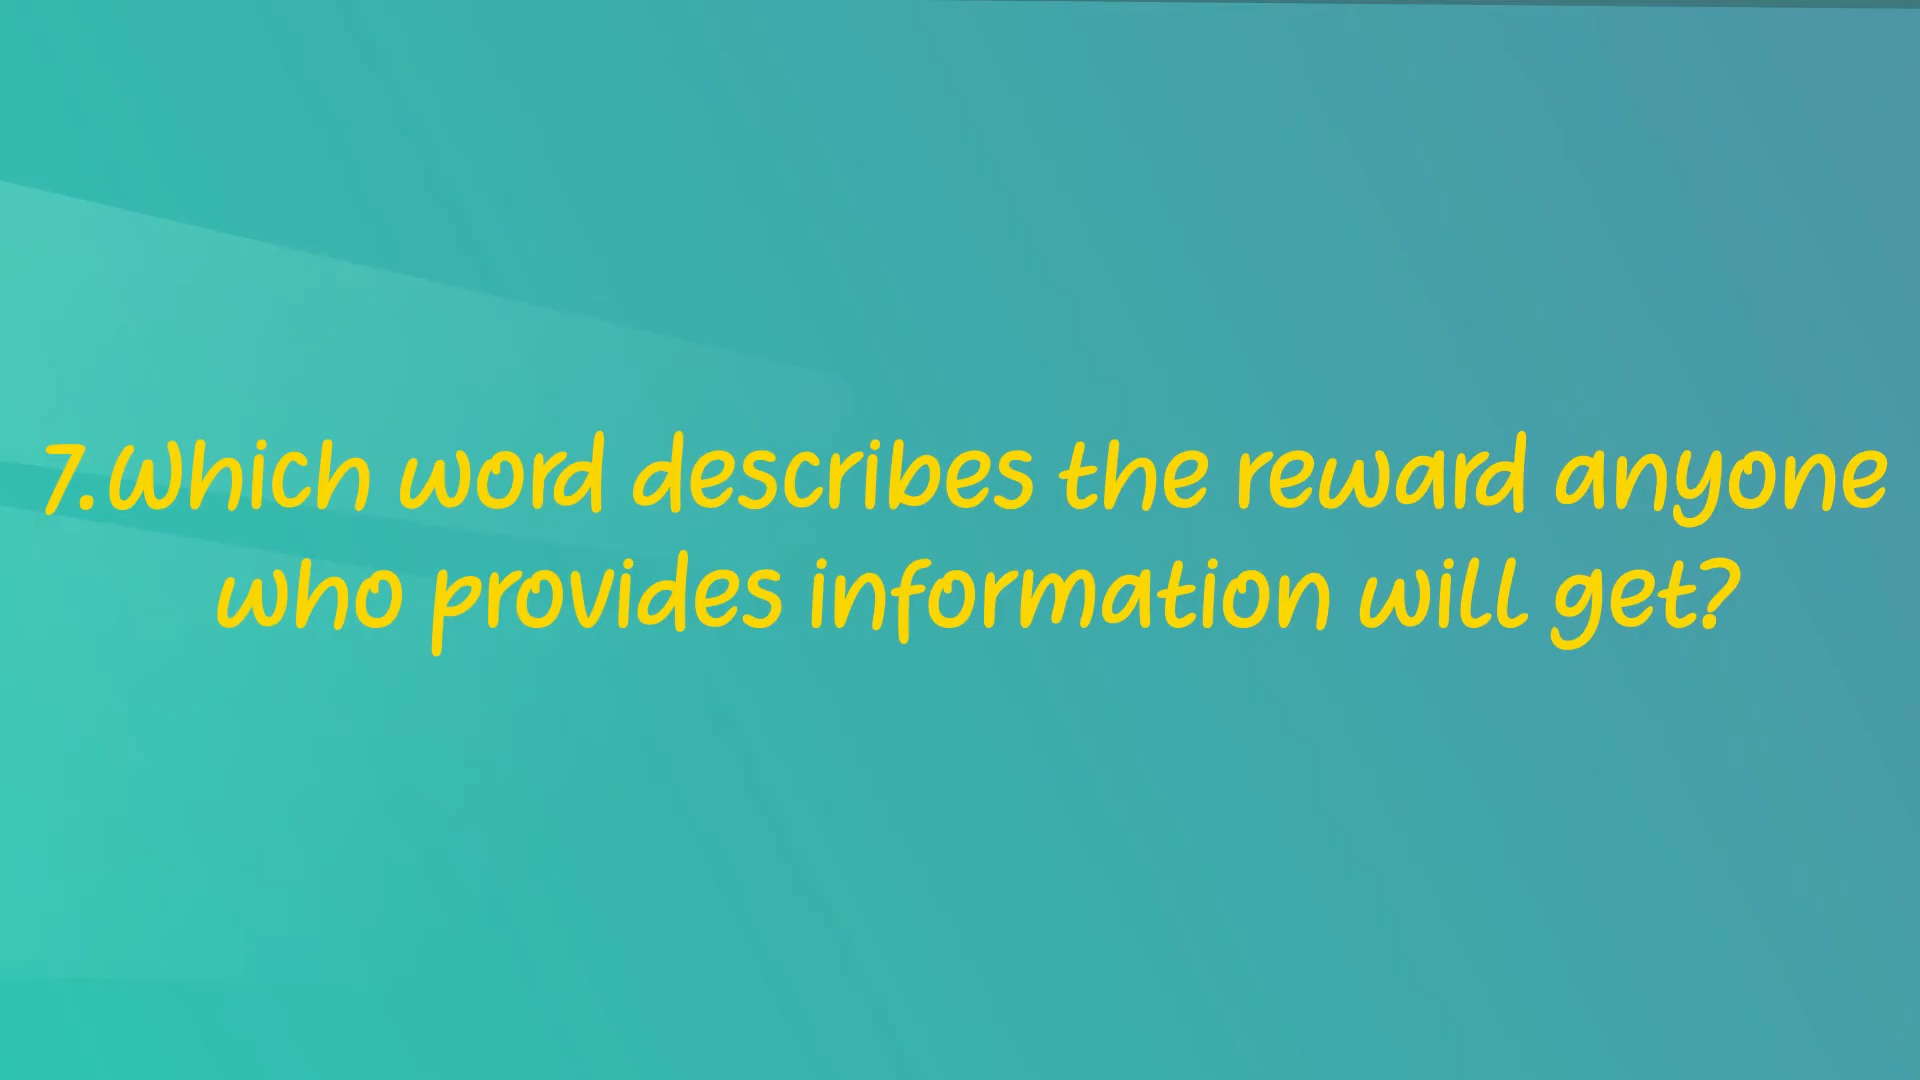 7.Which word describes the reward anyone
who provides information will get?